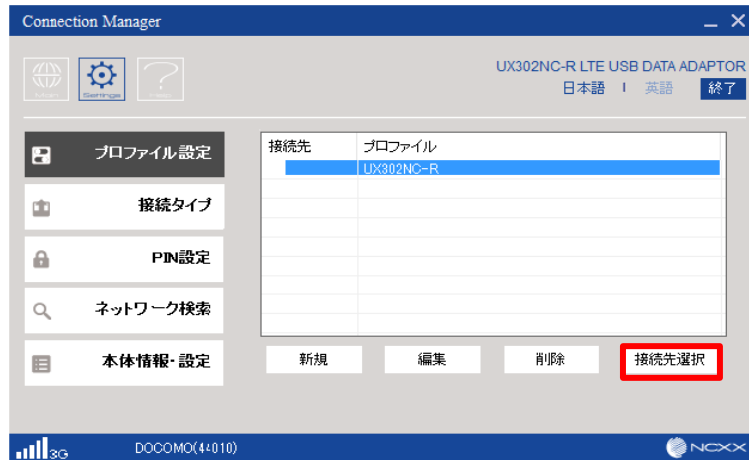 Connection Manager
UX302NC-R LTE USB DATA ADAPTOR
Settings
日本語 | 英語 終了
プロファイル設定
接続タイプ
PIN設定
ネットワーク検索
本体情報・設定
接続先 プロファイル
UX302NC-R
新規 編集 削除 接続先選択
3G DOCOMO(44010) NCXX